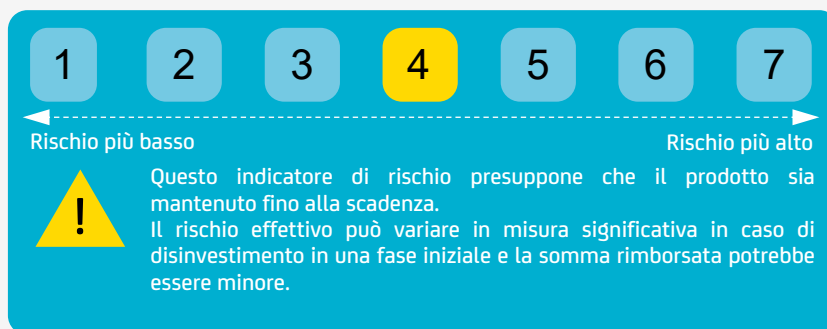 1 2 3 4 5 6 7
Rischio più basso Rischio più alto
!
Questo indicatore di rischio presuppone che il prodotto sia
mantenuto fino alla scadenza.
Il rischio effettivo può variare in misura significativa in caso di
disinvestimento in una fase iniziale e la somma rimborsata potrebbe
essere minore.